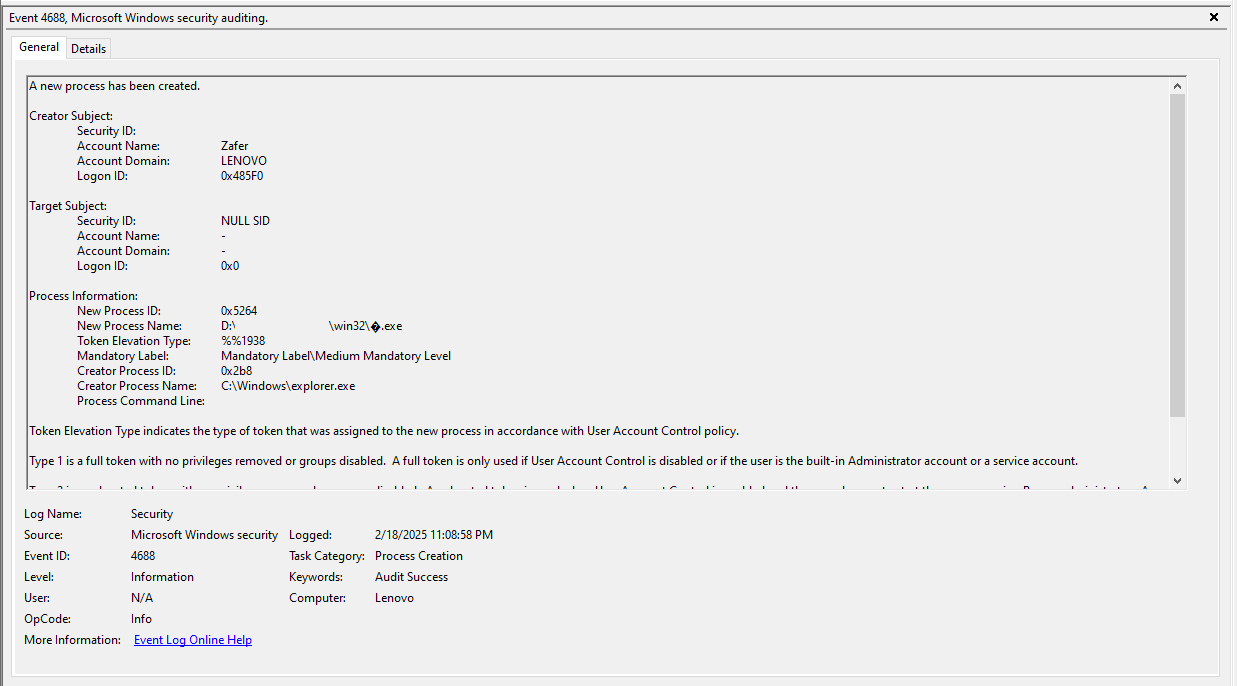 Event 4688, Microsoft Windows security auditing.
General Details
A new process has been created.
Creator Subject:
Security ID:
Account Name: Zafer
Account Domain: LENOVO
Logon ID: 0x485F0
Target Subject:
Security ID: NULL SID
Account Name: -
Account Domain: -
Logon ID: 0x0
Process Information:
New Process ID: 0x5264
New Process Name: D:\ \win32\�.exe
Token Elevation Type: %%1938
Mandatory Label: Mandatory Label\Medium Mandatory Level
Creator Process ID: 0x2b8
Creator Process Name: C:\Windows\explorer.exe
Process Command Line:
Token Elevation Type indicates the type of token that was assigned to the new process in accordance with User Account Control policy.
Type 1 is a full token with no privileges removed or groups disabled. A full token is only used if User Account Control is disabled or if the user is the built-in Administrator account or a service account.
Log Name: Security
Source: Microsoft Windows security Logged: 2/18/2025 11:08:58 PM
Event ID: 4688 Task Category: Process Creation
Level: Information Keywords: Audit Success
User: N/A Computer: Lenovo
OpCode: Info
More Information: Event Log Online Help